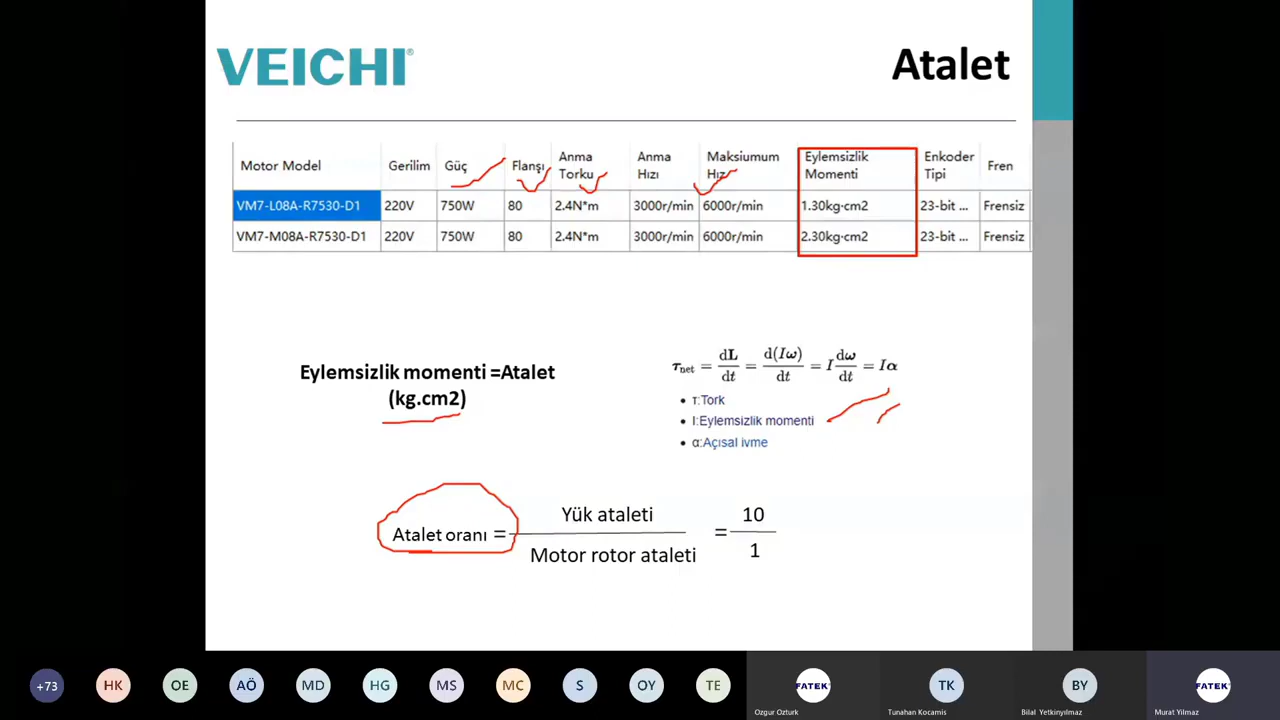 VEICHI®
Atalet
Motor Model Gerilim Güç Flanşı Anma Torku Anma Hızı Maksiumum Hız Eylemsizlik Momenti Enkoder Tipi Fren
VM7-L08A-R7530-D1 220V 750W 80 2.4N*m 3000r/min 6000r/min 1.30kg·cm2 23-bit ... Frensiz
VM7-M08A-R7530-D1 220V 750W 80 2.4N*m 3000r/min 6000r/min 2.30kg·cm2 23-bit ... Frensiz
Eylemsizlik momenti =Atalet
(kg.cm2)
τnet = dL/dt = d(Iω)/dt = I dω/dt = Iα
• τ:Tork
• I:Eylemsizlik momenti
• α:Açısal ivme
Atalet oranı = Yük ataleti / Motor rotor ataleti = 10 / 1
+73 HK OE AÖ MD HG MS MC S OY TE FATEK TK BY FATEK
Ozgur Ozturk Tunahan Kocamis Bilal Yetkinyılmaz Murat Yılmaz